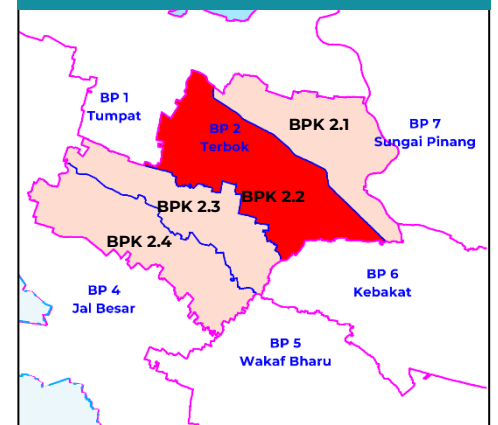 BP 1
Tumpat
BP 2
Terbok
BPK 2.1
BP 7
Sungai Pinang
BPK 2.2
BPK 2.3
BPK 2.4
BP 4
Jal Besar
BP 6
Kebakat
BP 5
Wakaf Bharu